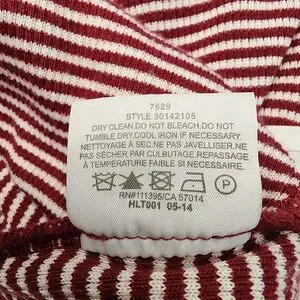 7629
STYLE 30142105
DRY CLEAN.DO NOT BLEACH.DO NOT
TUMBLE DRY.COOL IRON IF NECESSARY.
NETTOYAGE À SEC.NE PAS JAVELLISER.NE
PAS SÉCHER PAR CULBUTAGE.REPASSAGE
À TEMPÉRATURE FAIBLE SI NÉCESSAIRE.
P
RN#111395/CA 57014
HLT001 05-14